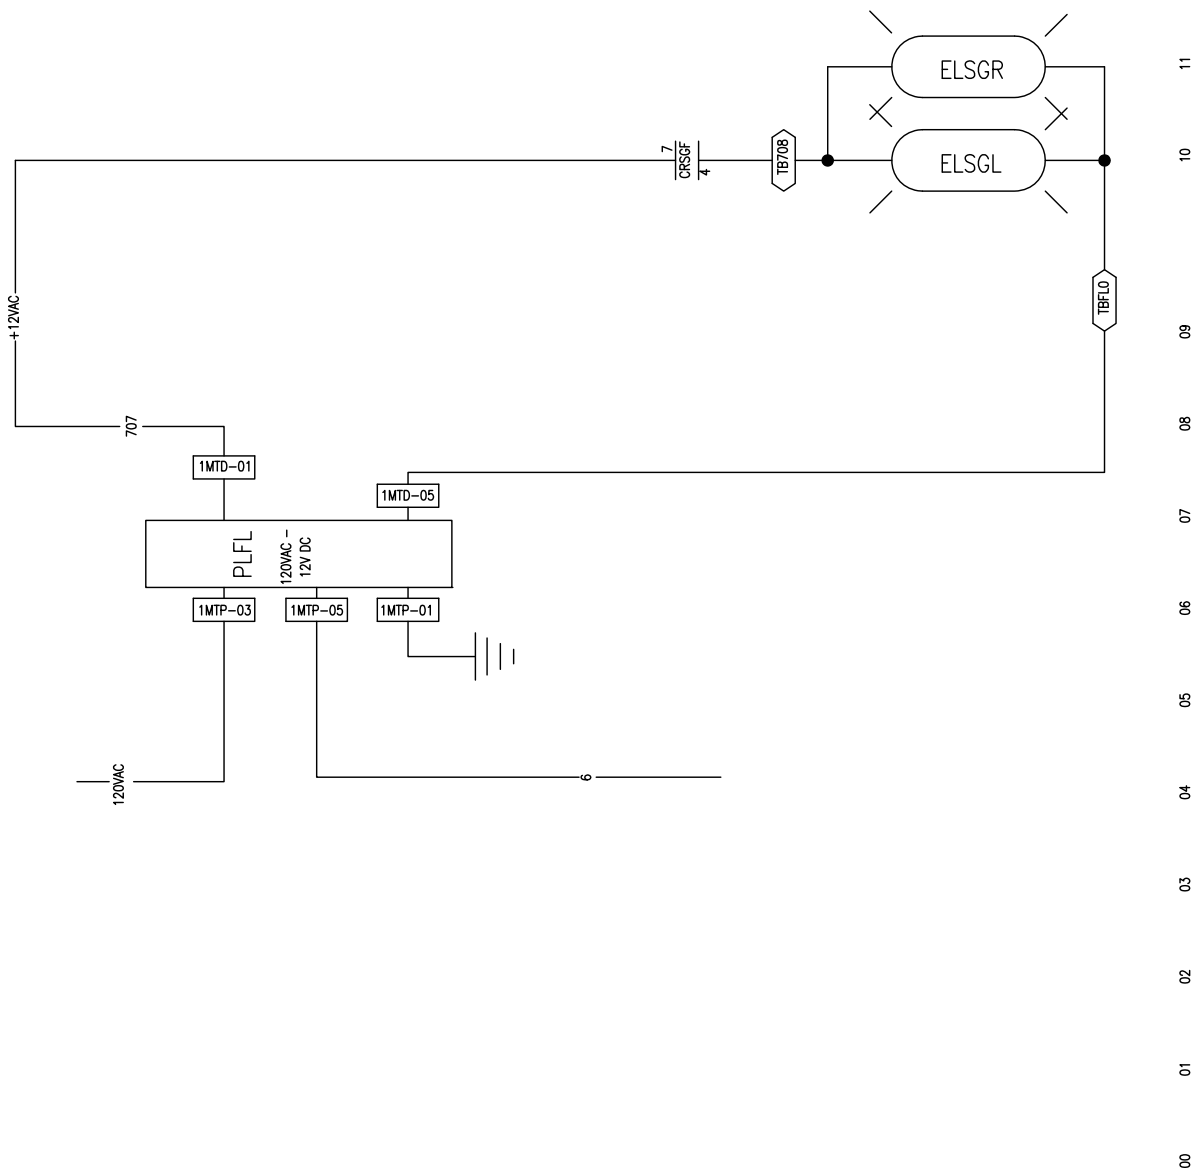 11
ELSGR
10
7
CRSGF
4
TB708
ELSGL
+12VAC
TBFLO
09
08
707
1MTD-01
1MTD-05
07
PLFL
120VAC -
12V DC
1MTP-03
1MTP-05
1MTP-01
06
05
120VAC
6
04
03
02
01
00